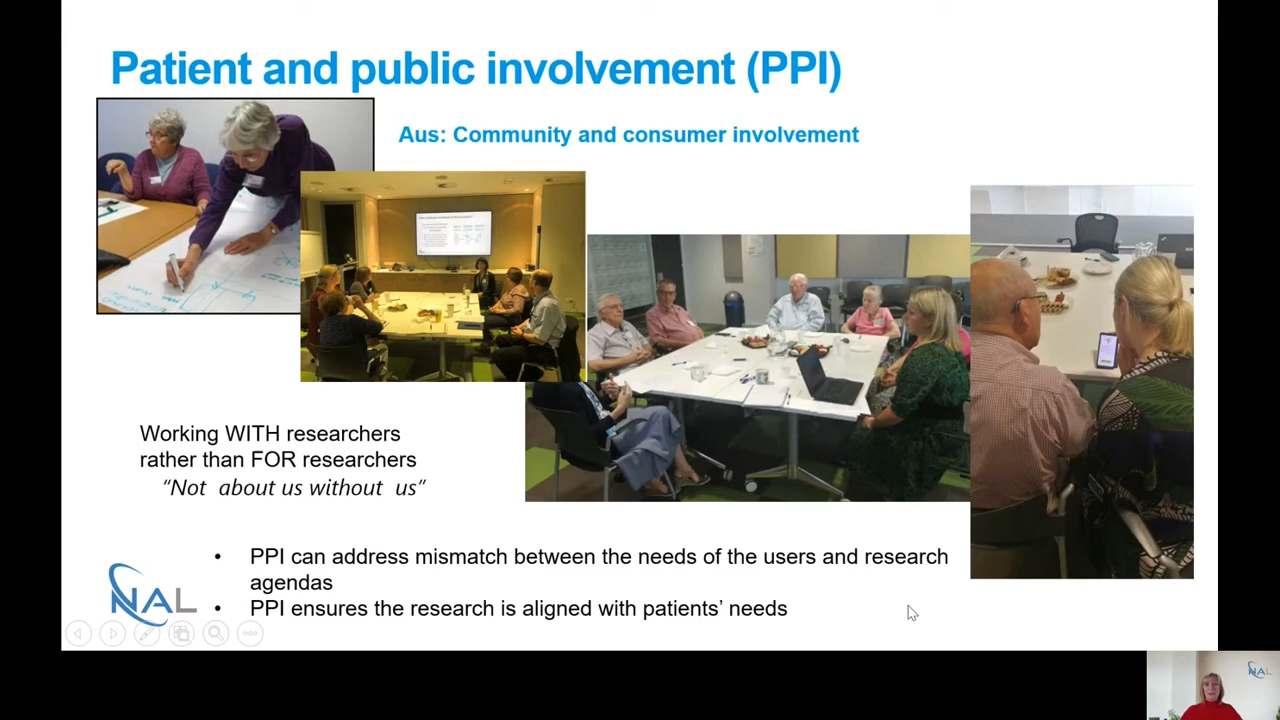 Patient and public involvement (PPI)
Aus: Community and consumer involvement
Working WITH researchers
rather than FOR researchers
“Not about us without us”
• PPI can address mismatch between the needs of the users and research
agendas
• PPI ensures the research is aligned with patients’ needs
NAL
NAL